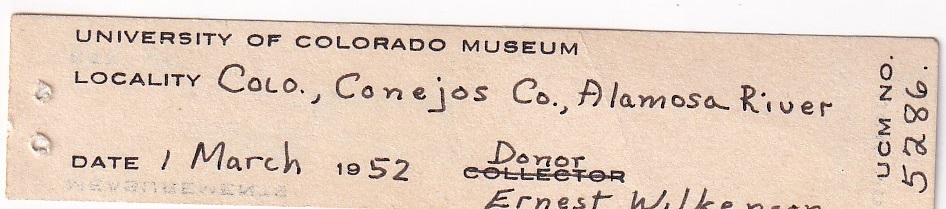 UNIVERSITY OF COLORADO MUSEUM
LOCALITY COLO., Conejos Co., Alamosa River
DATE 1 March 1952 Donor
COLLECTOR
Ernest Wilkenson
UCM NO. 5286.